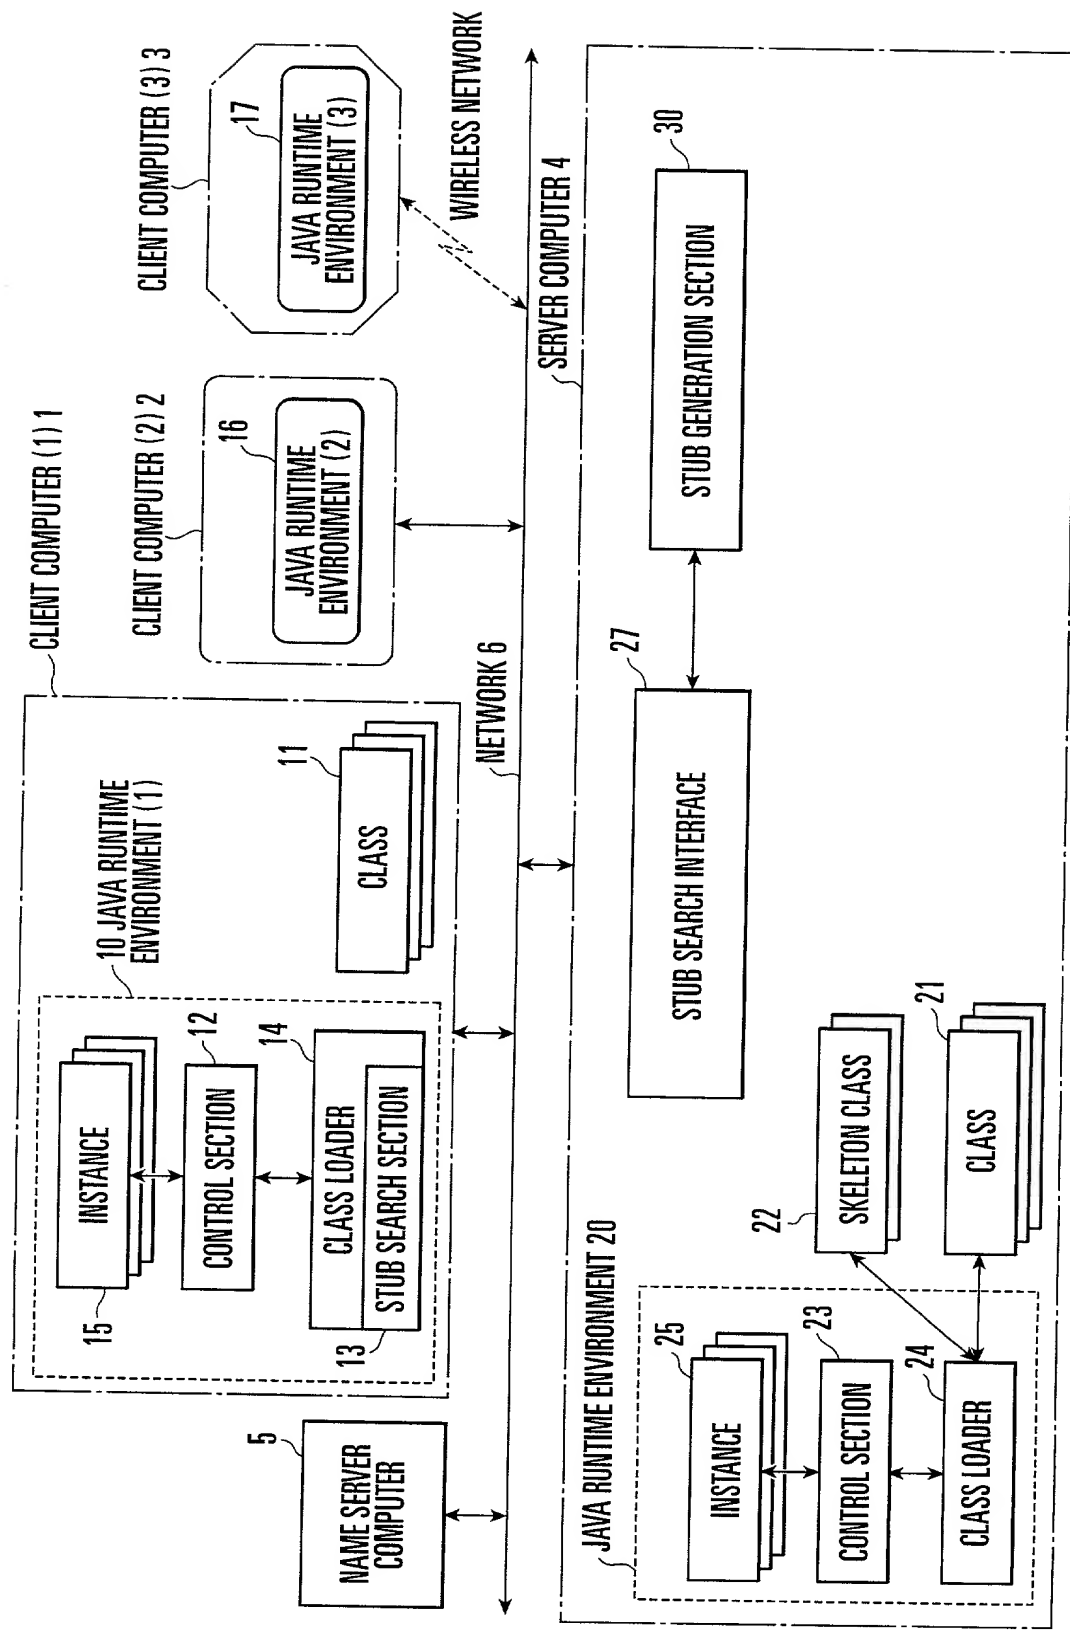 CLIENT COMPUTER (1) 1
10 JAVA RUNTIME
ENVIRONMENT (1)
INSTANCE
15
CONTROL SECTION
12
CLASS LOADER
14
STUB SEARCH SECTION
13
CLASS
11
CLIENT COMPUTER (2) 2
16
JAVA RUNTIME
ENVIRONMENT (2)
CLIENT COMPUTER (3) 3
17
JAVA RUNTIME
ENVIRONMENT (3)
NAME SERVER
COMPUTER
5
NETWORK 6
WIRELESS NETWORK
SERVER COMPUTER 4
JAVA RUNTIME ENVIRONMENT 20
INSTANCE
25
CONTROL SECTION
23
CLASS LOADER
24
SKELETON CLASS
22
CLASS
21
STUB SEARCH INTERFACE
27
STUB GENERATION SECTION
30